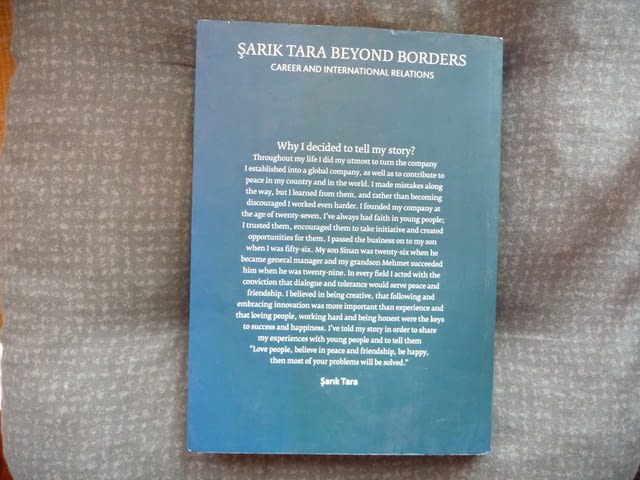 ŞARIK TARA BEYOND BORDERS
CAREER AND INTERNATIONAL RELATIONS
Why I decided to tell my story?
Throughout my life I did my utmost to turn the company
I established into a global company, as well as to contribute to
peace in my country and in the world. I made mistakes along
the way, but I learned from them, and rather than becoming
discouraged I worked even harder. I founded my company at
the age of twenty-seven. I've always had faith in young people;
I trusted them, encouraged them to take initiative and created
opportunities for them. I passed the business on to my son
when I was fifty-six. My son Sinan was twenty-six when he
became general manager and my grandson Mehmet succeeded
him when he was twenty-nine. In every field I acted with the
conviction that dialogue and tolerance would serve peace and
friendship. I believed in being creative, that following and
embracing innovation was more important than experience and
that loving people, working hard and being honest were the keys
to success and happiness. I've told my story in order to share
my experiences with young people and to tell them
"Love people, believe in peace and friendship, be happy,
then most of your problems will be solved."
Şarık Tara